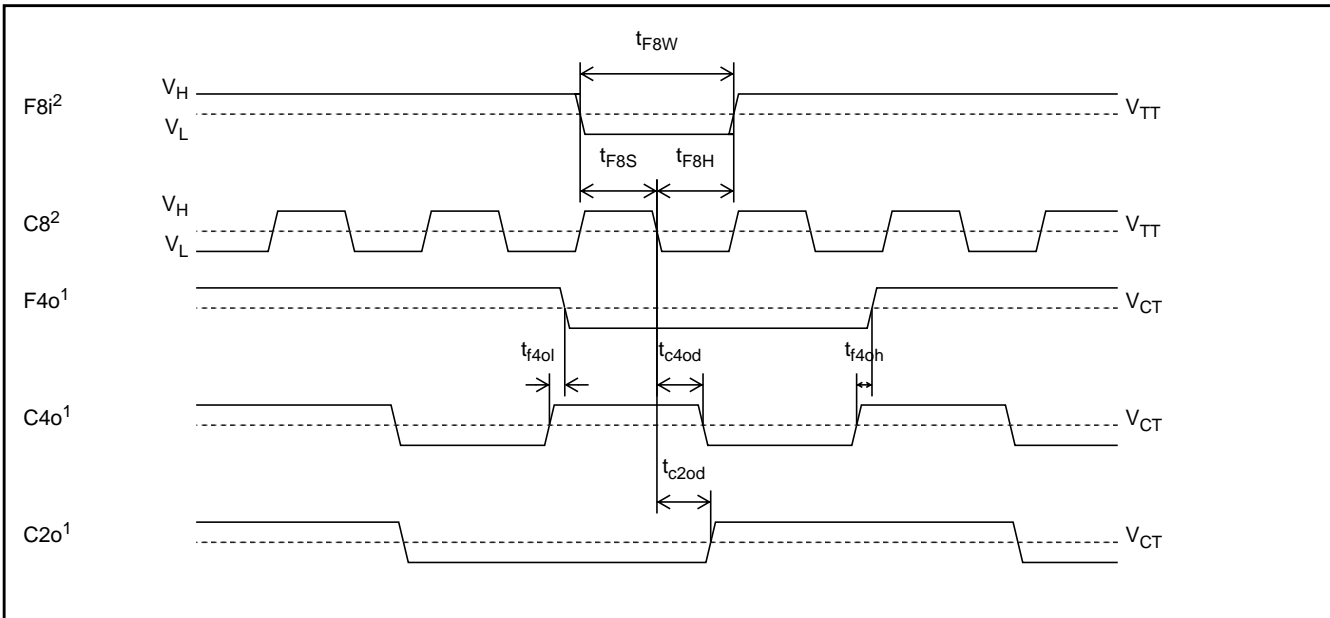 tF8W
VH
F8i2
VTT
VL
tF8S tF8H
VH
C82
VTT
VL
F4o1
VCT
tf4ol tc4od tf4oh
C4o1
VCT
tc2od
C2o1
VCT